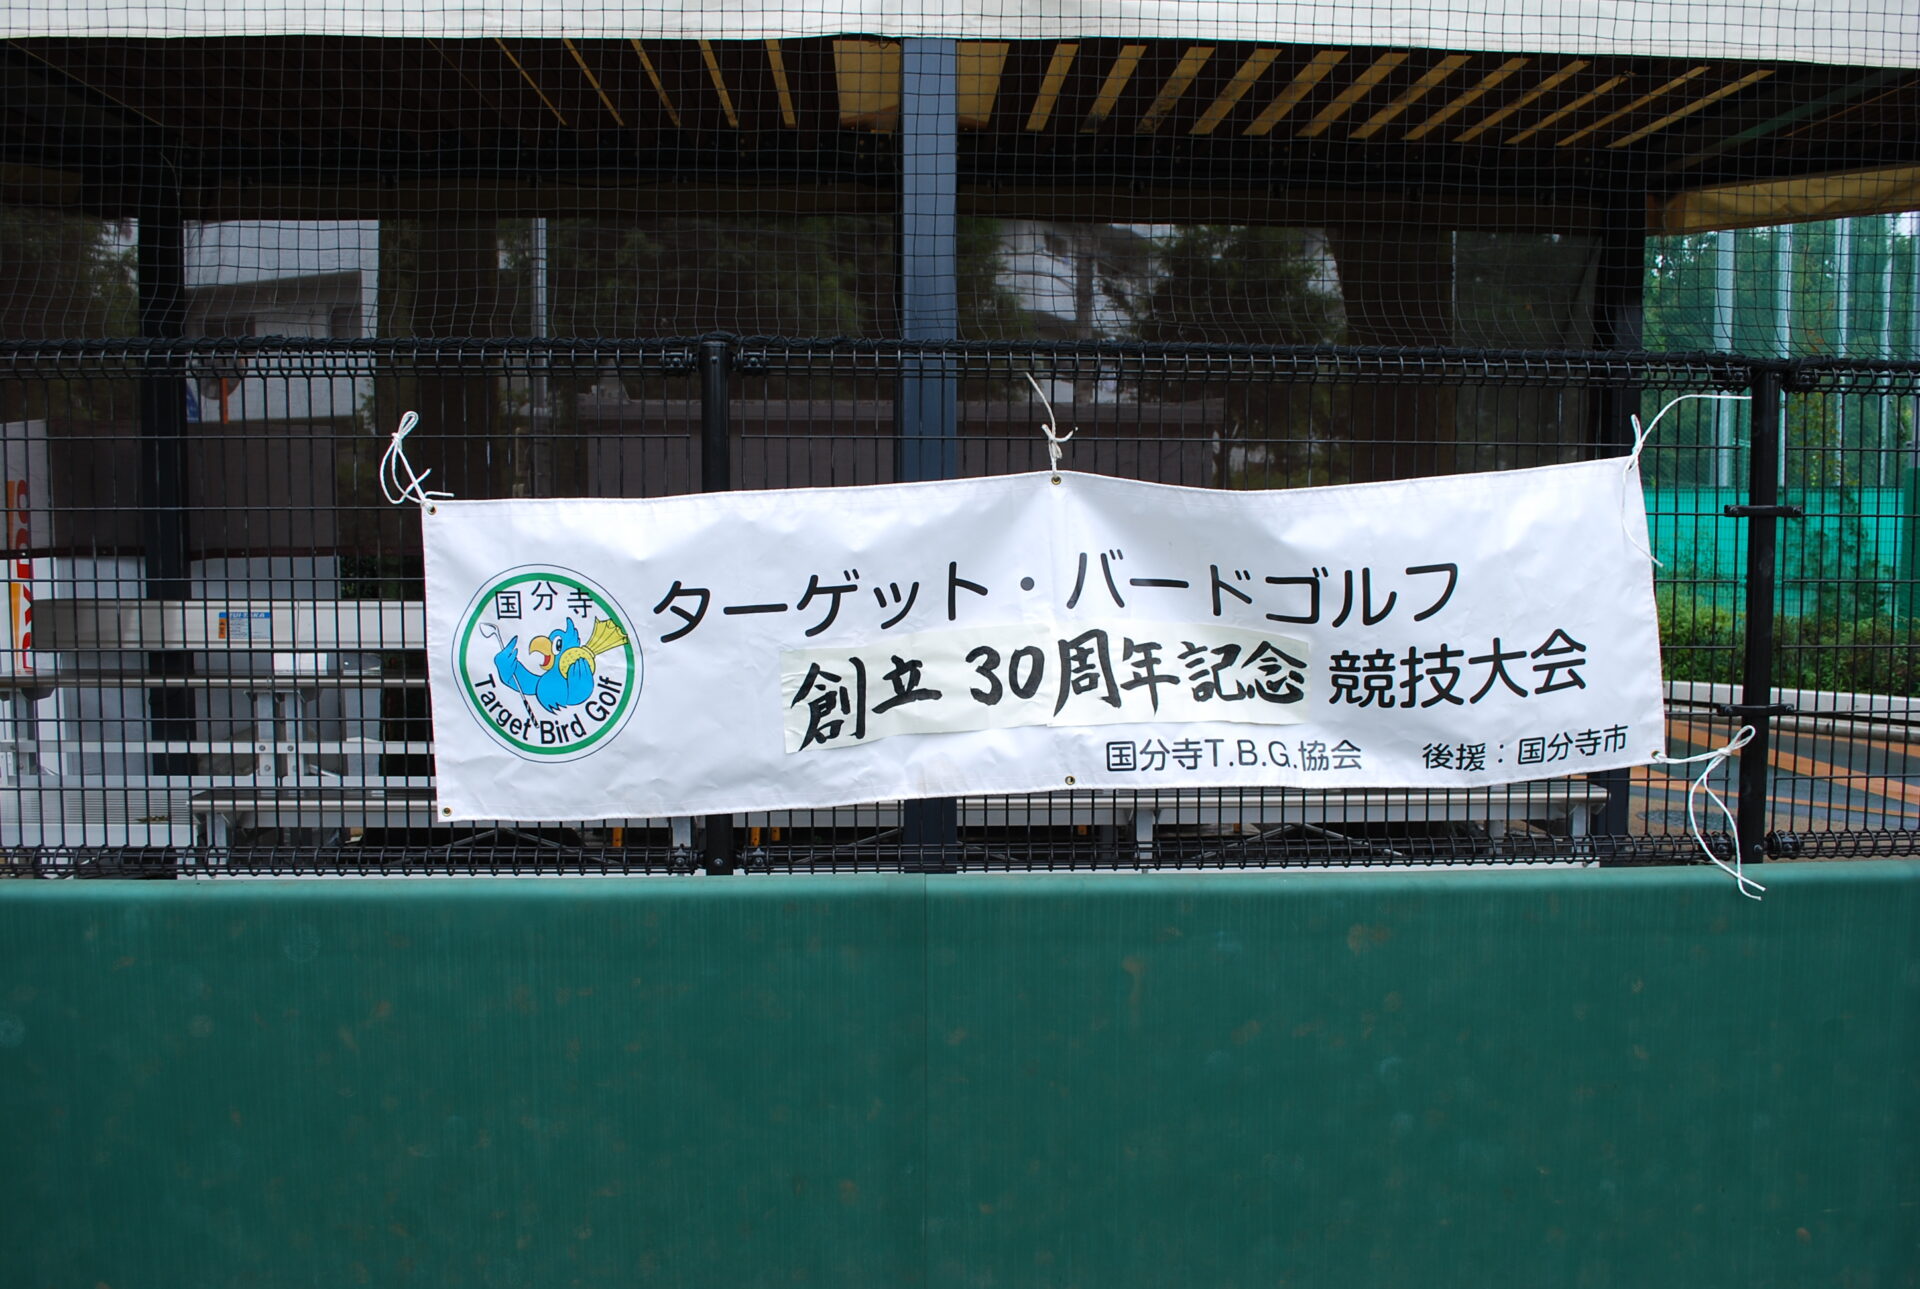 国分寺
Target Bird Golf
ターゲット・バードゴルフ
創立30周年記念 競技大会
国分寺T.B.G.協会 後援：国分寺市